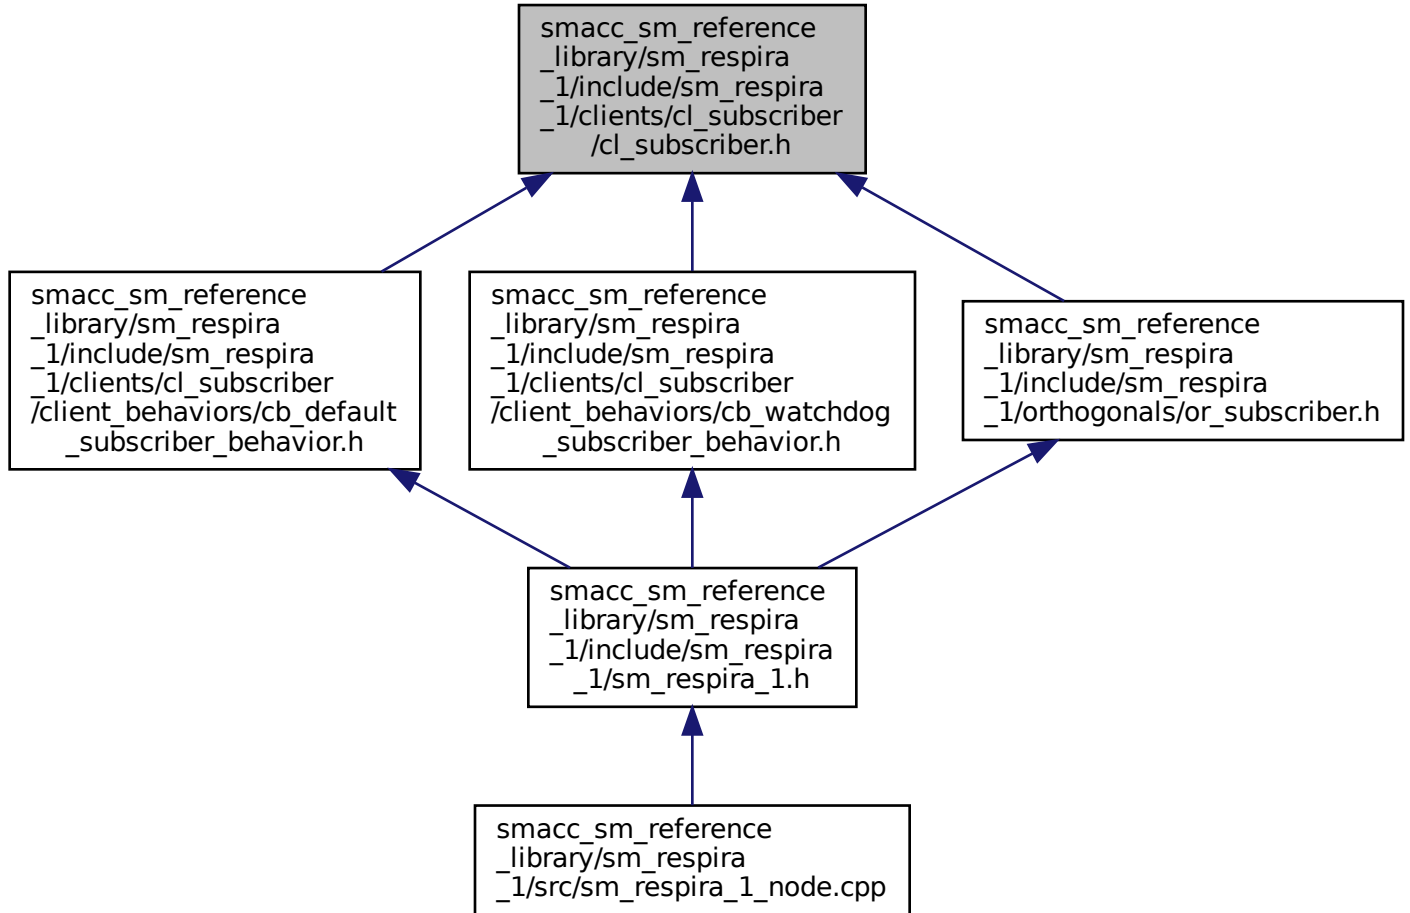 smacc_sm_reference
_library/sm_respira
_1/include/sm_respira
_1/clients/cl_subscriber
/cl_subscriber.h
smacc_sm_reference
_library/sm_respira
_1/include/sm_respira
_1/clients/cl_subscriber
/client_behaviors/cb_default
_subscriber_behavior.h
smacc_sm_reference
_library/sm_respira
_1/include/sm_respira
_1/clients/cl_subscriber
/client_behaviors/cb_watchdog
_subscriber_behavior.h
smacc_sm_reference
_library/sm_respira
_1/include/sm_respira
_1/orthogonals/or_subscriber.h
smacc_sm_reference
_library/sm_respira
_1/include/sm_respira
_1/sm_respira_1.h
smacc_sm_reference
_library/sm_respira
_1/src/sm_respira_1_node.cpp